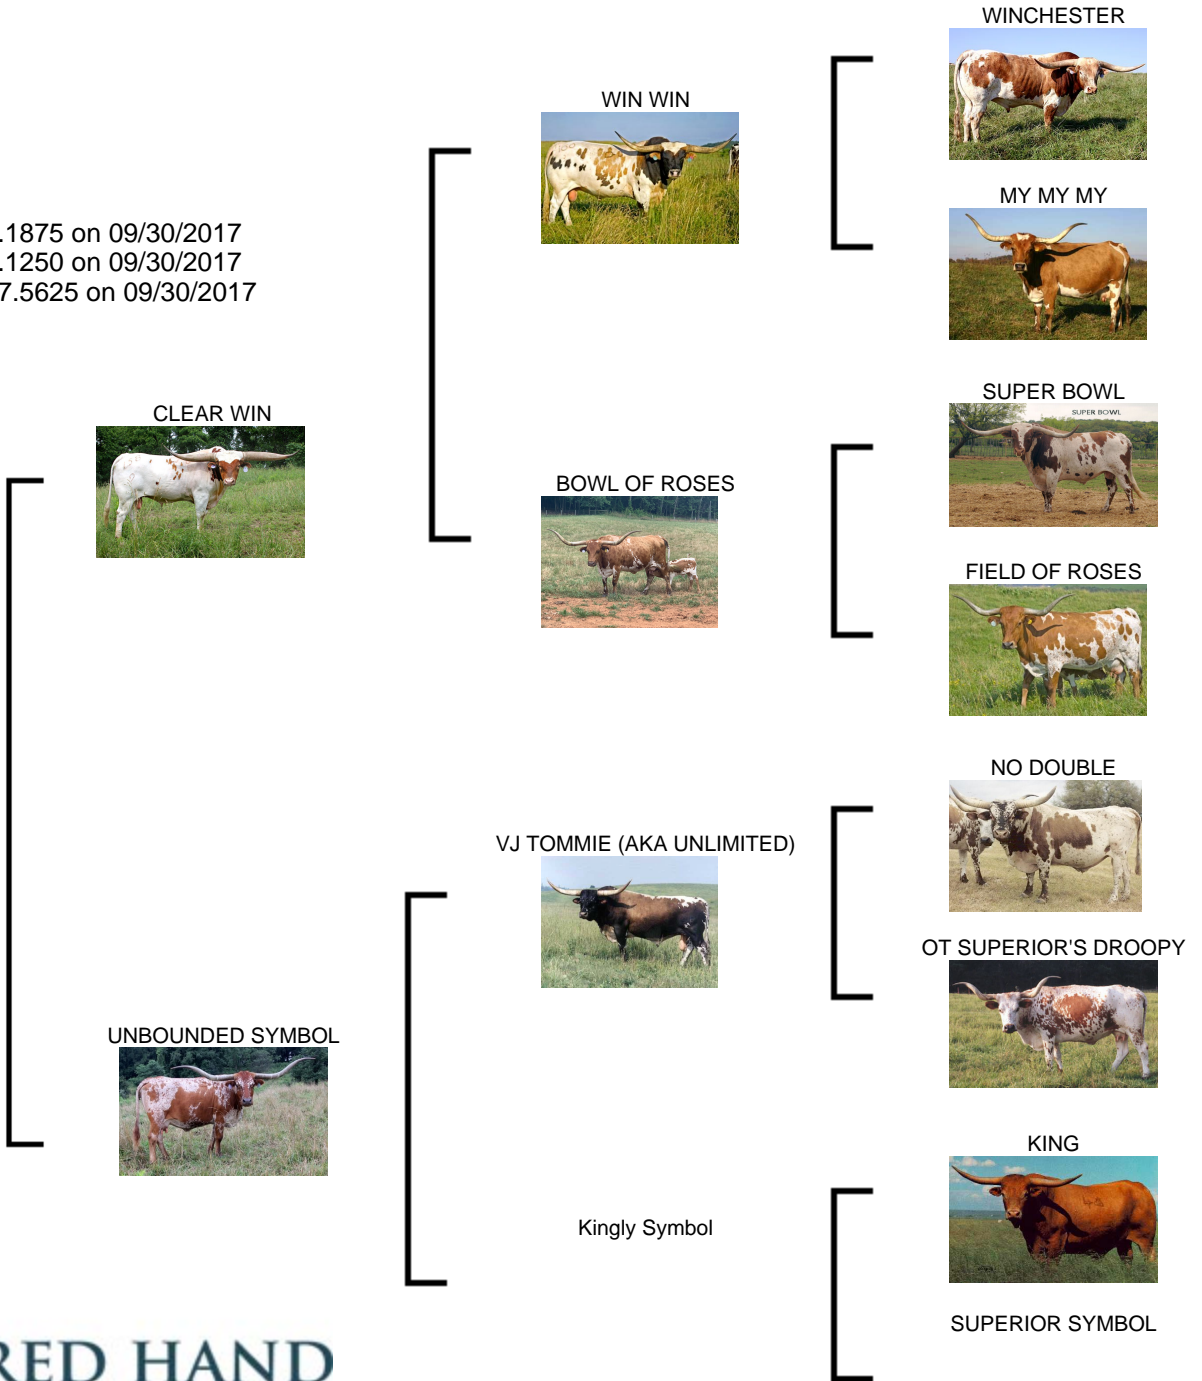 WINCHESTER
WIN WIN
MY MY MY
.1875 on 09/30/2017
.1250 on 09/30/2017
7.5625 on 09/30/2017
SUPER BOWL
SUPER BOWL
CLEAR WIN
BOWL OF ROSES
FIELD OF ROSES
NO DOUBLE
VJ TOMMIE (AKA UNLIMITED)
OT SUPERIOR'S DROOPY
UNBOUNDED SYMBOL
KING
Kingly Symbol
SUPERIOR SYMBOL
RED HAND